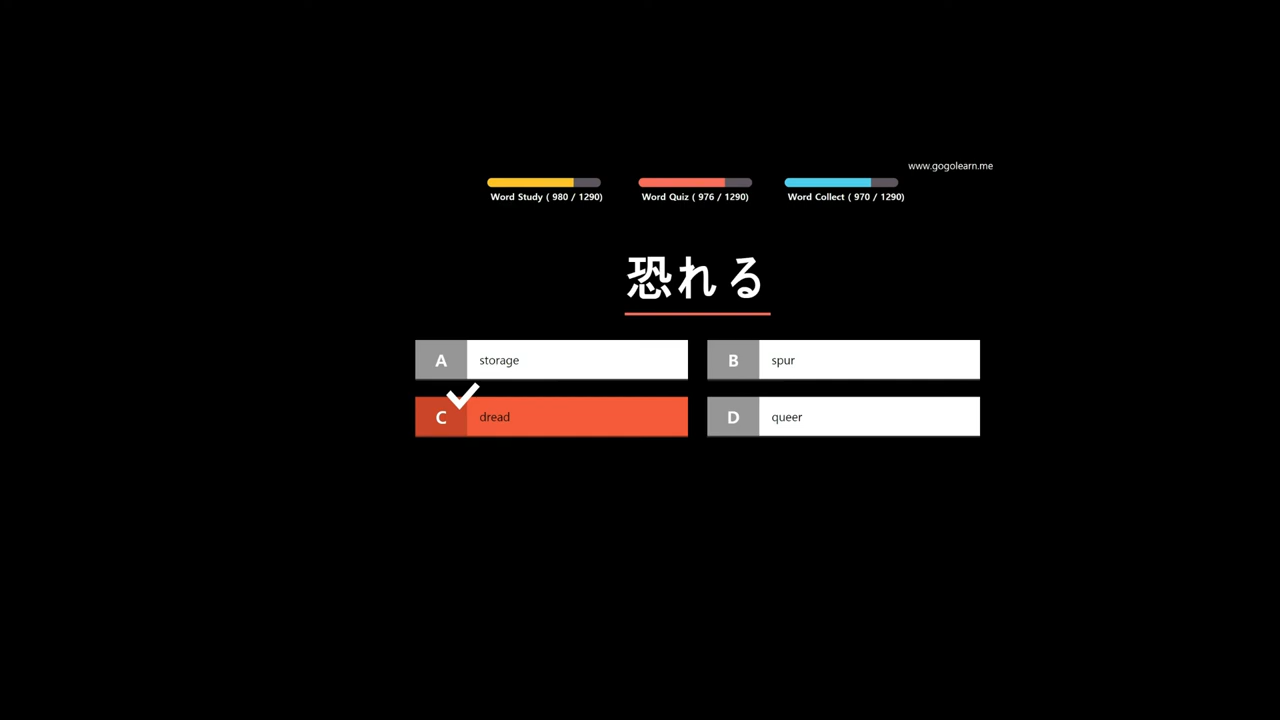 www.gogolearn.me
Word Study ( 980 / 1290)
Word Quiz ( 976 / 1290)
Word Collect ( 970 / 1290)
恐れる
A storage
B spur
C dread
D queer